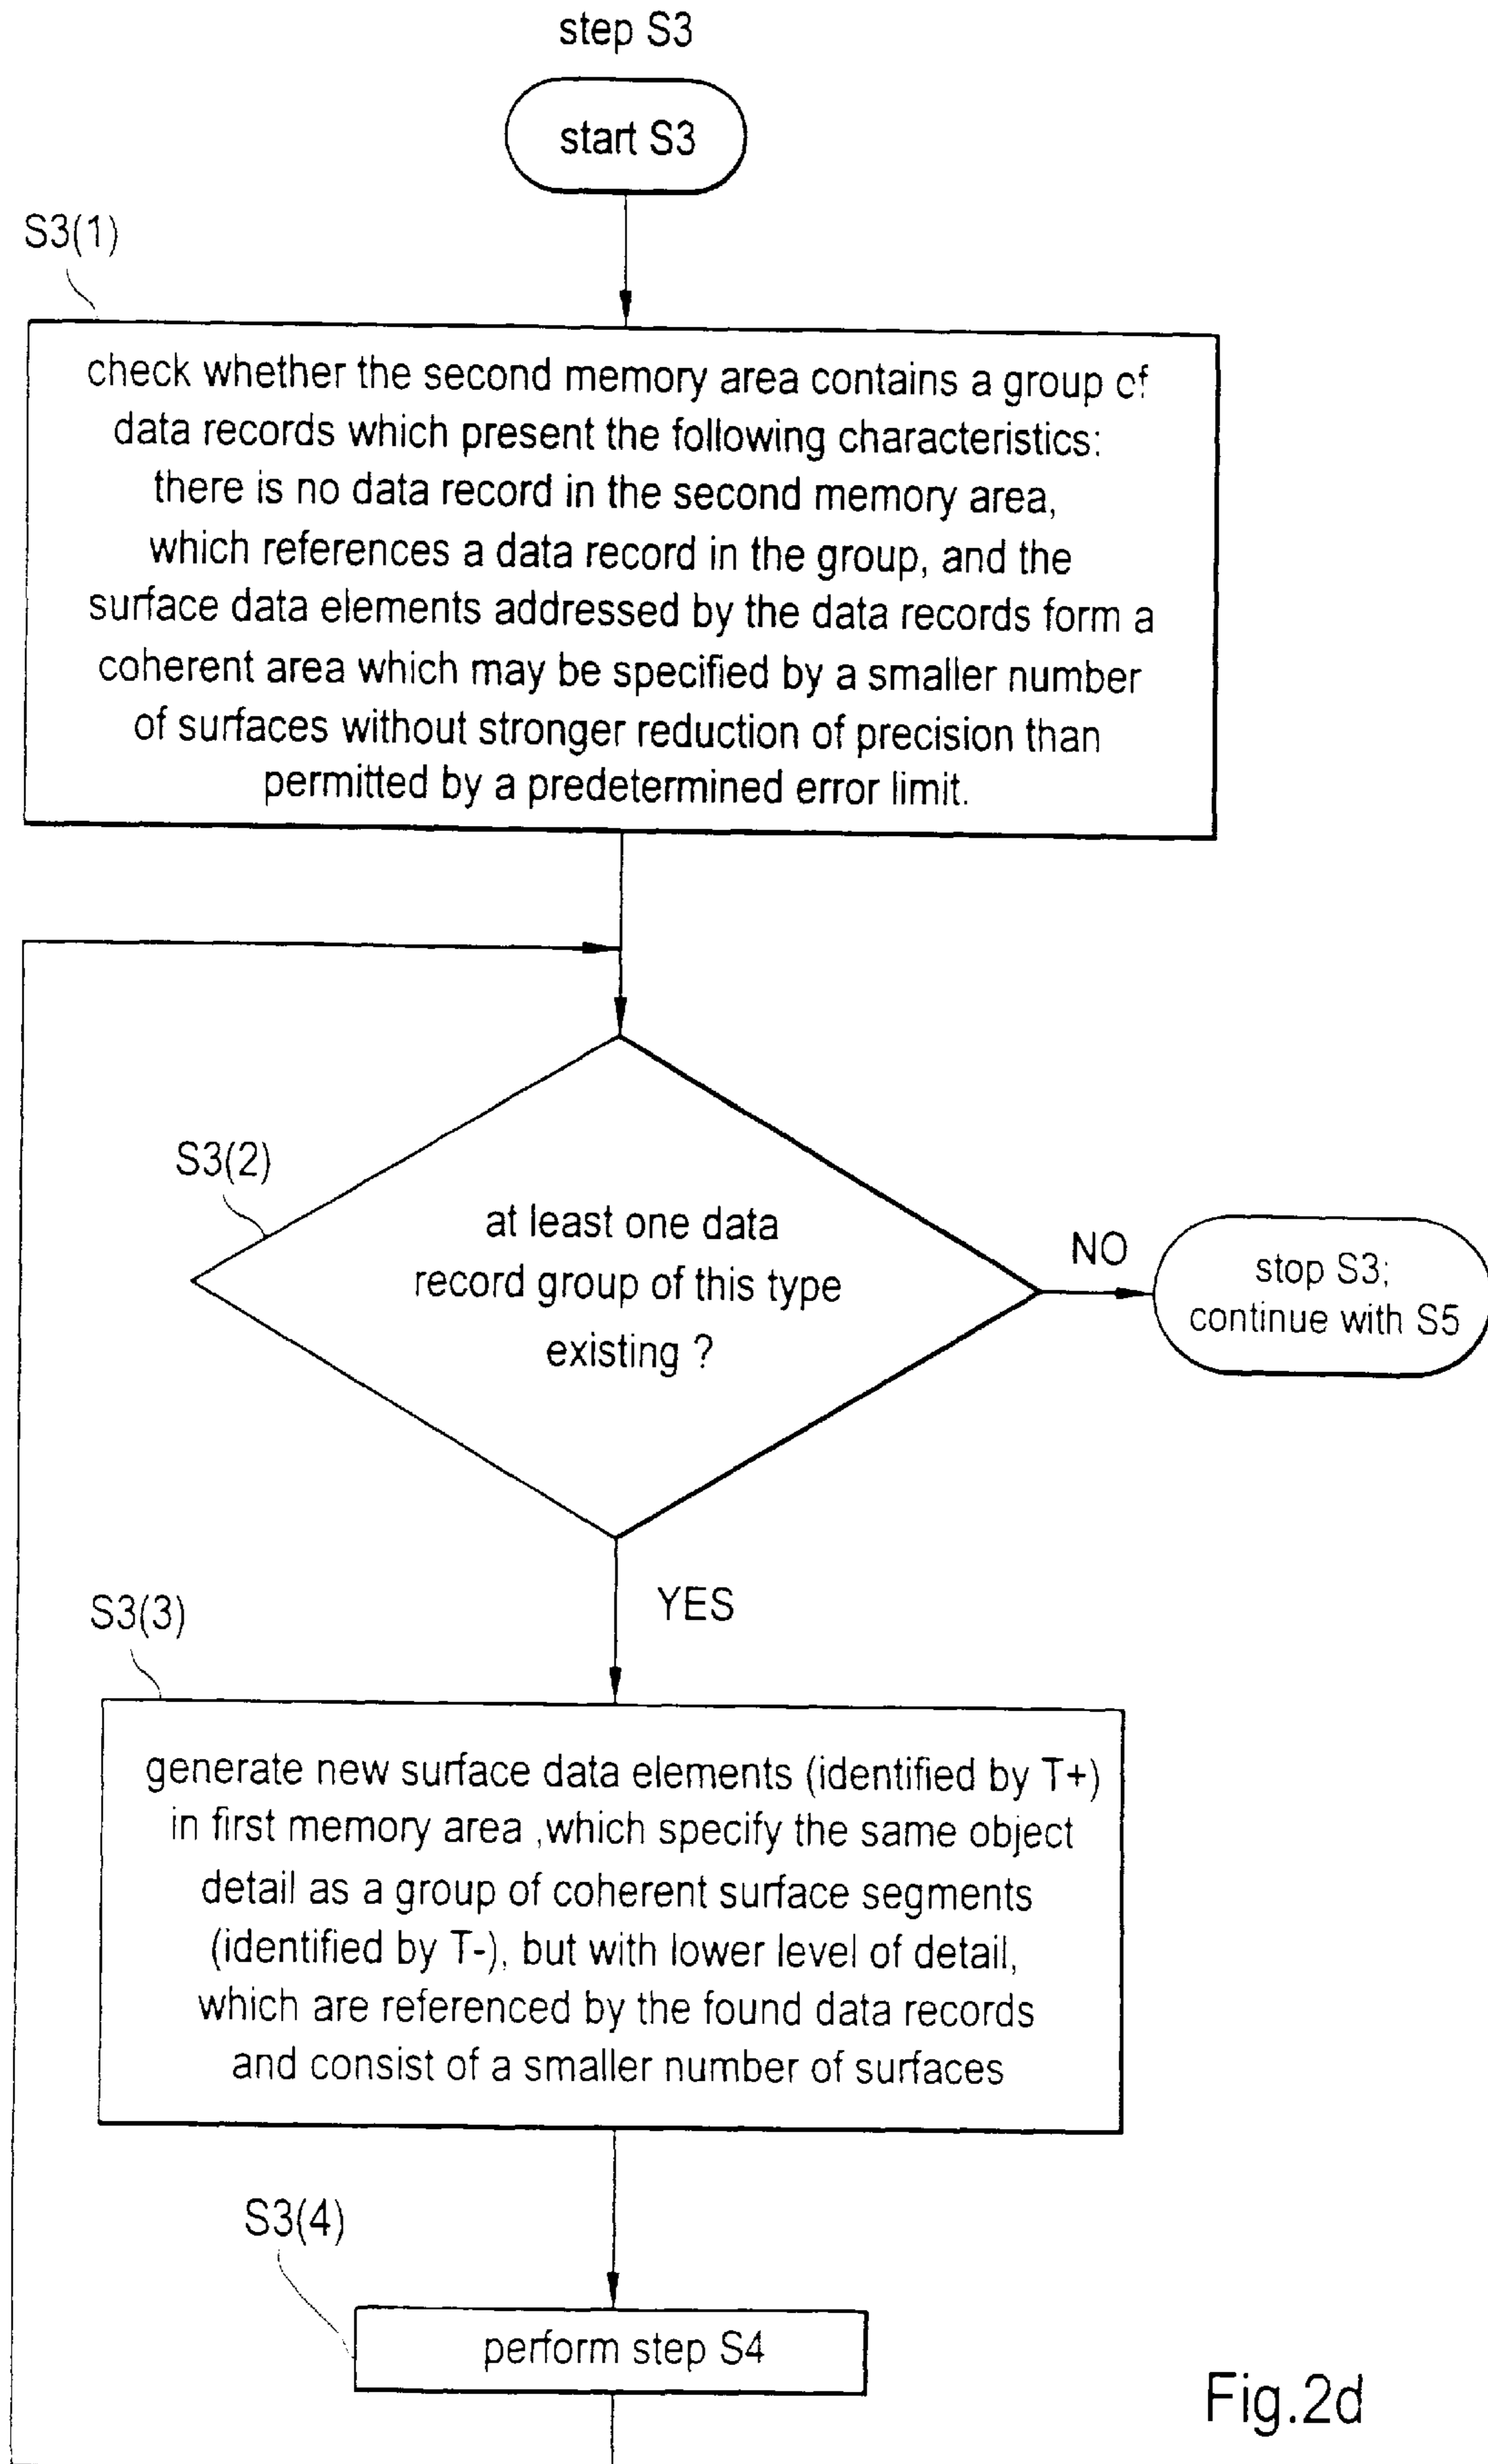 step S3
start S3
S3(1)
check whether the second memory area contains a group of
data records which present the following characteristics:
there is no data record in the second memory area,
which references a data record in the group, and the
surface data elements addressed by the data records form a
coherent area which may be specified by a smaller number
of surfaces without stronger reduction of precision than
permitted by a predetermined error limit.
S3(2)
at least one data
record group of this type
existing ?
NO
stop S3;
continue with S5
YES
S3(3)
generate new surface data elements (identified by T+)
in first memory area ,which specify the same object
detail as a group of coherent surface segments
(identified by T-), but with lower level of detail,
which are referenced by the found data records
and consist of a smaller number of surfaces
S3(4)
perform step S4
Fig.2d